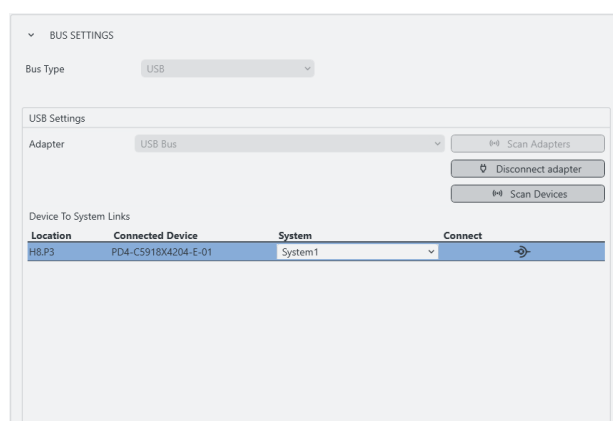 BUS SETTINGS
Bus Type USB
USB Settings
Adapter USB Bus Scan Adapters
Disconnect adapter
Scan Devices
Device To System Links
Location Connected Device System Connect
H8.P3 PD4-C5918X4204-E-01 System1